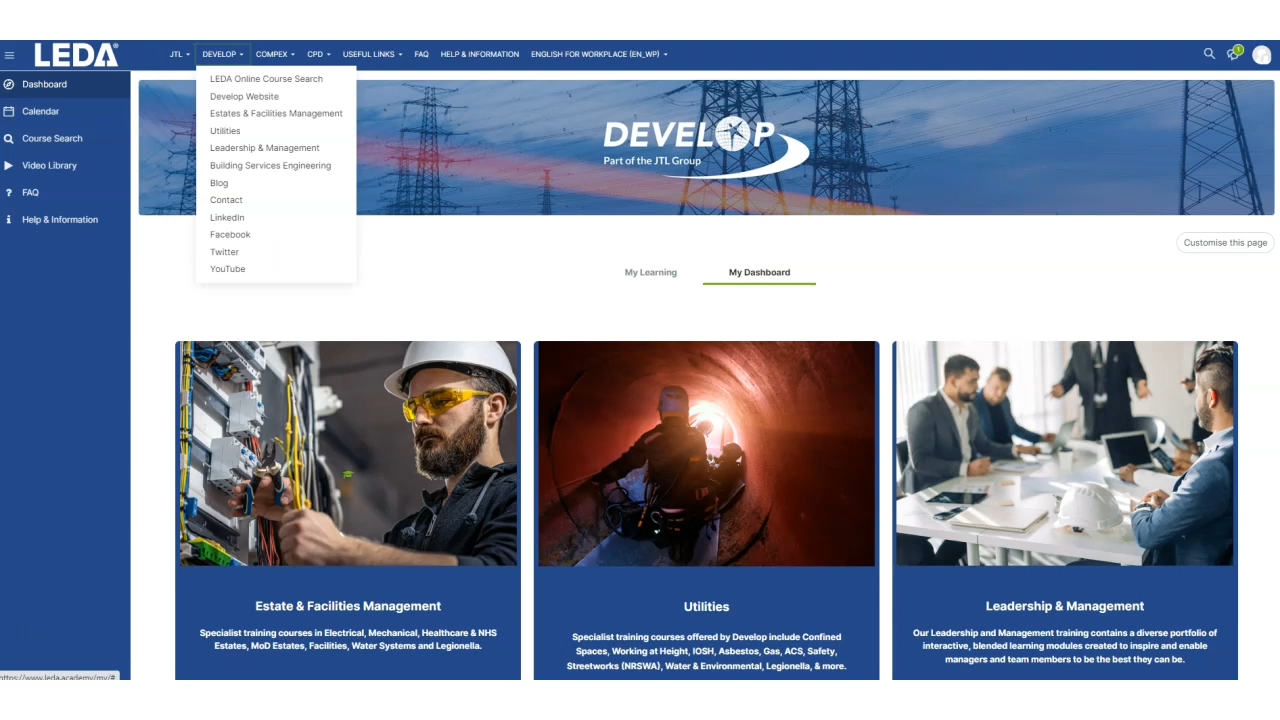 LEDA®
JTL DEVELOP COMPEX CPD USEFUL LINKS FAQ HELP & INFORMATION ENGLISH FOR WORKPLACE (EN_WP)
1
Dashboard
Calendar
Course Search
Video Library
FAQ
Help & Information
LEDA Online Course Search
Develop Website
Estates & Facilities Management
Utilities
Leadership & Management
Building Services Engineering
Blog
Contact
LinkedIn
Facebook
Twitter
YouTube
DEVELOP
Part of the JTL Group
Customise this page
My Learning My Dashboard
Estate & Facilities Management
Specialist training courses in Electrical, Mechanical, Healthcare & NHS
Estates, MoD Estates, Facilities, Water Systems and Legionella.
Utilities
Specialist training courses offered by Develop include Confined
Spaces, Working at Height, IOSH, Asbestos, Gas, ACS, Safety,
Streetworks (NRSWA), Water & Environmental, Legionella, & more.
Leadership & Management
Our Leadership and Management training contains a diverse portfolio of
interactive, blended learning modules created to inspire and enable
managers and team members to be the best they can be.
https://www.leda.academy/my/#